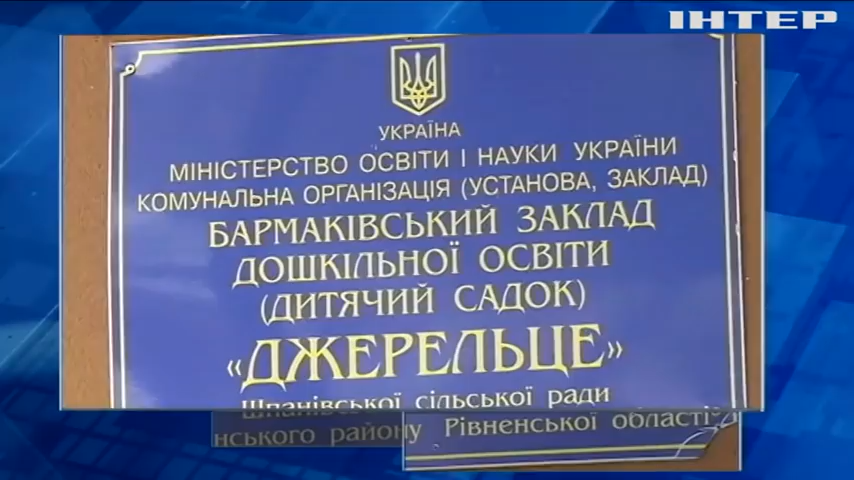 ІНТЕР
УКРАЇНА
МІНІСТЕРСТВО ОСВІТИ І НАУКИ УКРАЇНИ
КОМУНАЛЬНА ОРГАНІЗАЦІЯ (УСТАНОВА, ЗАКЛАД)
БАРМАКІВСЬКИЙ ЗАКЛАД
ДОШКІЛЬНОЇ ОСВІТИ
(ДИТЯЧИЙ САДОК)
«ДЖЕРЕЛЬЦЕ»
Шпанівської сільської ради
нського району Рівненської області